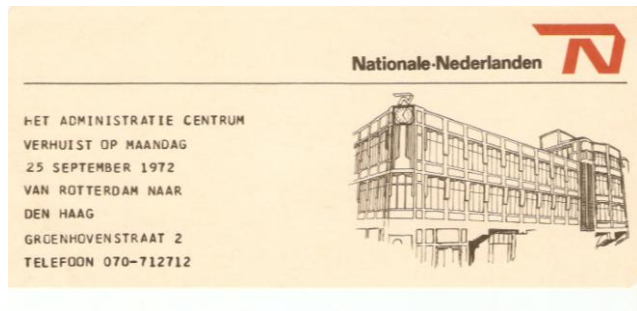 Nationale-Nederlanden
HET ADMINISTRATIE CENTRUM
VERHUIST OP MAANDAG
25 SEPTEMBER 1972
VAN ROTTERDAM NAAR
DEN HAAG
GROENHOVENSTRAAT 2
TELEFOON 070-712712